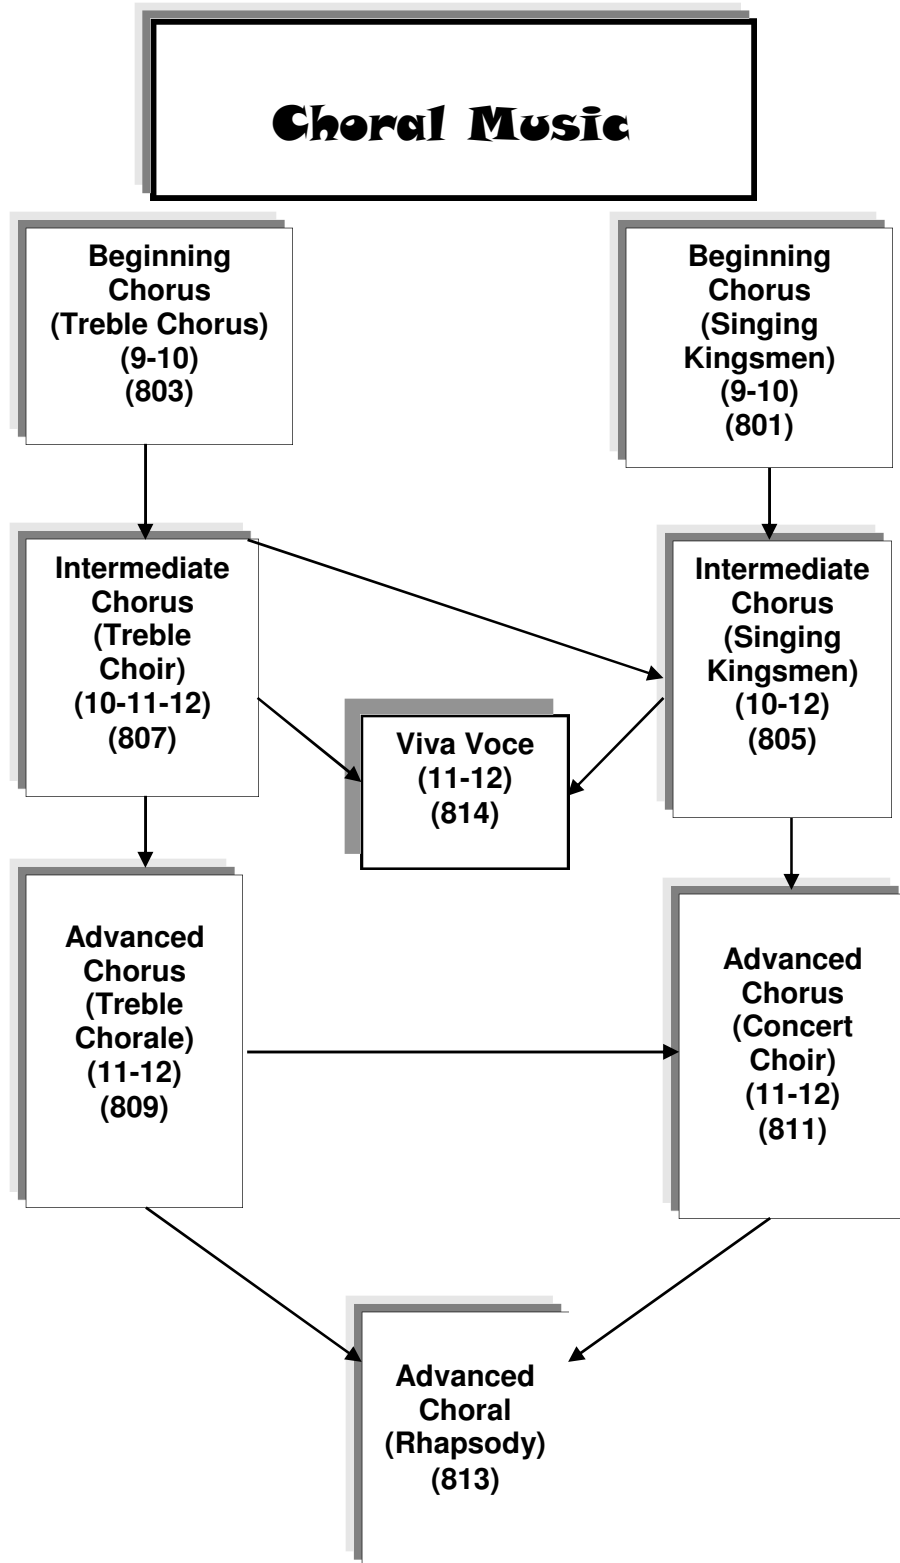 Choral Music
Beginning
Chorus
(Treble Chorus)
(9-10)
(803)
Beginning
Chorus
(Singing
Kingsmen)
(9-10)
(801)
Intermediate
Chorus
(Treble
Choir)
(10-11-12)
(807)
Intermediate
Chorus
(Singing
Kingsmen)
(10-12)
(805)
Viva Voce
(11-12)
(814)
Advanced
Chorus
(Treble
Chorale)
(11-12)
(809)
Advanced
Chorus
(Concert
Choir)
(11-12)
(811)
Advanced
Choral
(Rhapsody)
(813)